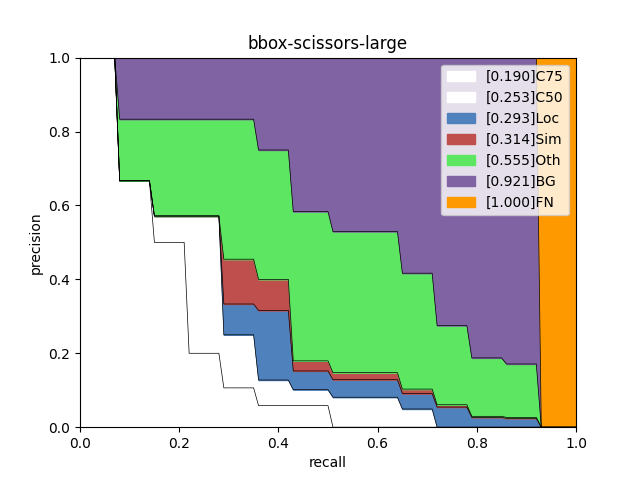 bbox-scissors-large
1.0
0.8
0.6
0.4
0.2
0.0
precision
[0.190]C75
[0.253]C50
[0.293]Loc
[0.314]Sim
[0.555]Oth
[0.921]BG
[1.000]FN
0.0 0.2 0.4 0.6 0.8 1.0
recall